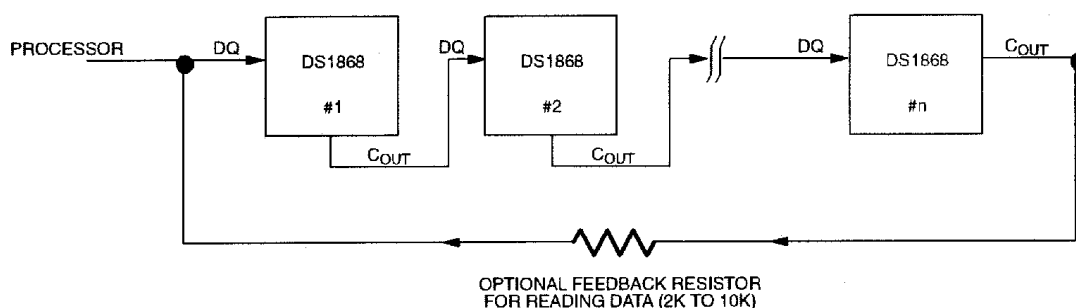 PROCESSOR
DQ
DS1868
#1
COUT
DQ
DS1868
#2
COUT
DQ
DS1868
#n
COUT
OPTIONAL FEEDBACK RESISTOR
FOR READING DATA (2K TO 10K)